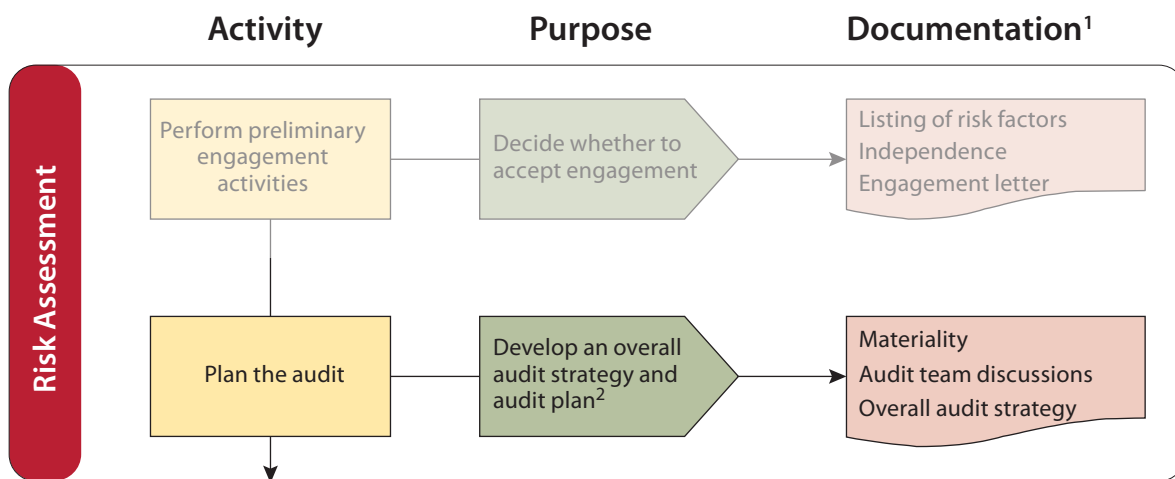 Activity
Purpose
Documentation¹
Risk Assessment
Perform preliminary
engagement
activities
Decide whether to
accept engagement
Listing of risk factors
Independence
Engagement letter
Plan the audit
Develop an overall
audit strategy and
audit plan²
Materiality
Audit team discussions
Overall audit strategy